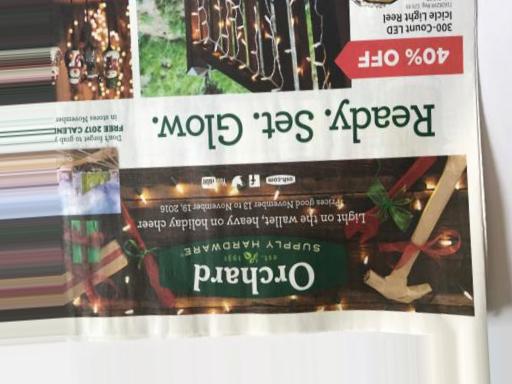 Orchard
SUPPLY HARDWARE
est. 1931
Light on the wallet, heavy on holiday cheer
Prices good November 13 to November 19, 2016
osh.com
Ready. Set. Glow.
Don't forget to grab
FREE 2017 CALEN
in stores November
40% OFF
300-Count LED
Icicle Light Reel